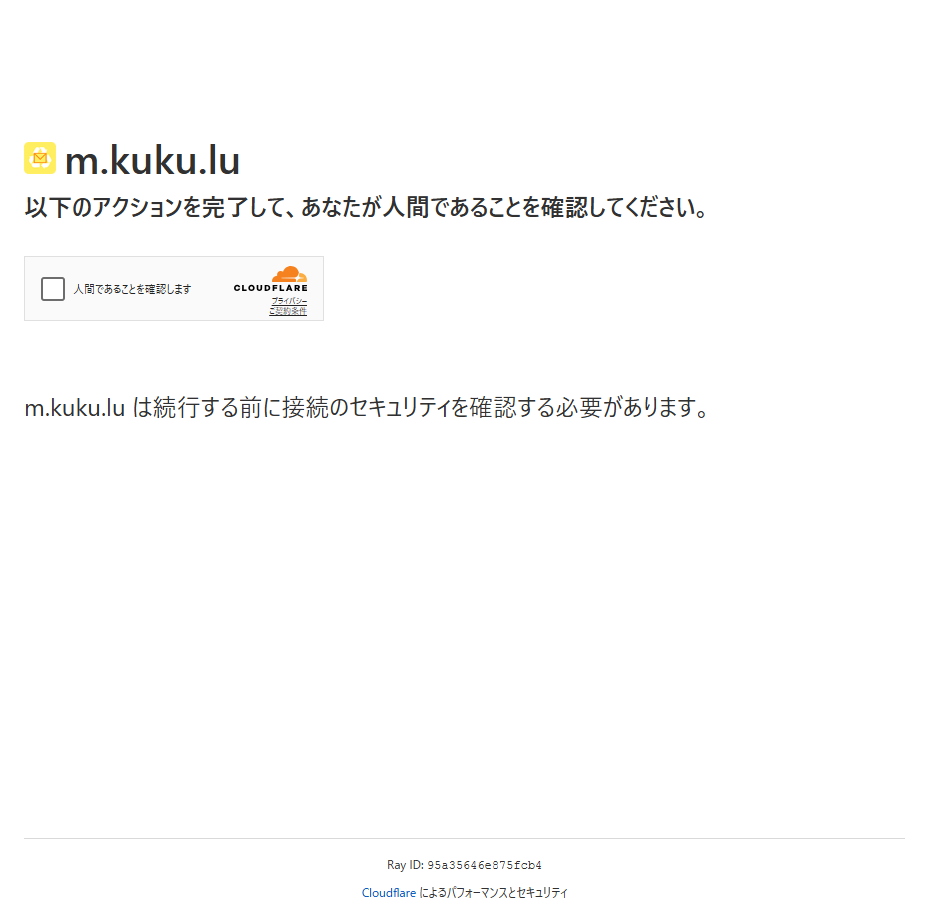 m.kuku.lu
以下のアクションを完了して、あなたが人間であることを確認してください。
人間であることを確認します
CLOUDFLARE
プライバシー
ご契約条件
m.kuku.lu は続行する前に接続のセキュリティを確認する必要があります。
Ray ID: 95a35646e875fcb4
Cloudflare によるパフォーマンスとセキュリティ